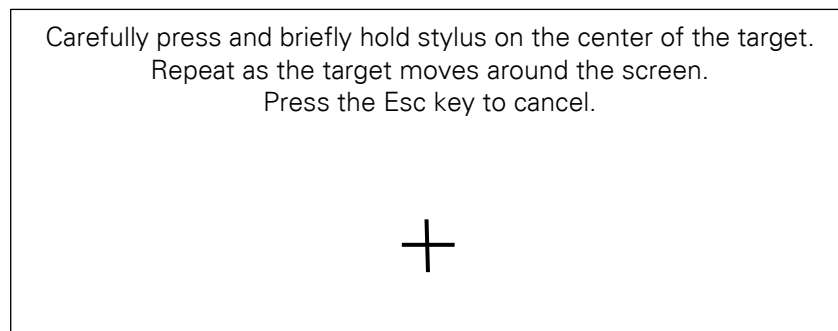 Carefully press and briefly hold stylus on the center of the target.
Repeat as the target moves around the screen.
Press the Esc key to cancel.